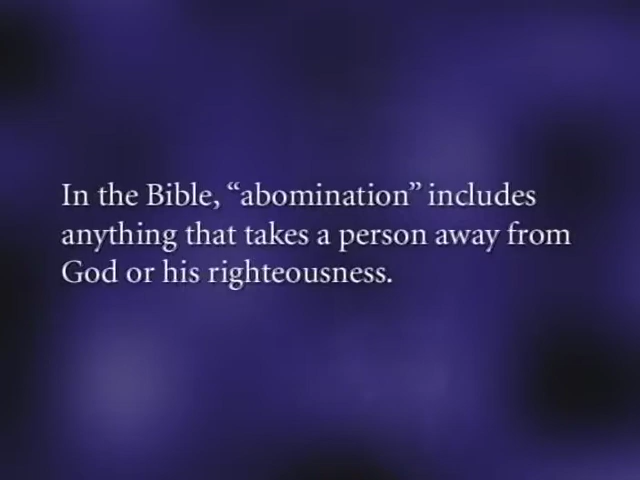 In the Bible, “abomination” includes
anything that takes a person away from
God or his righteousness.